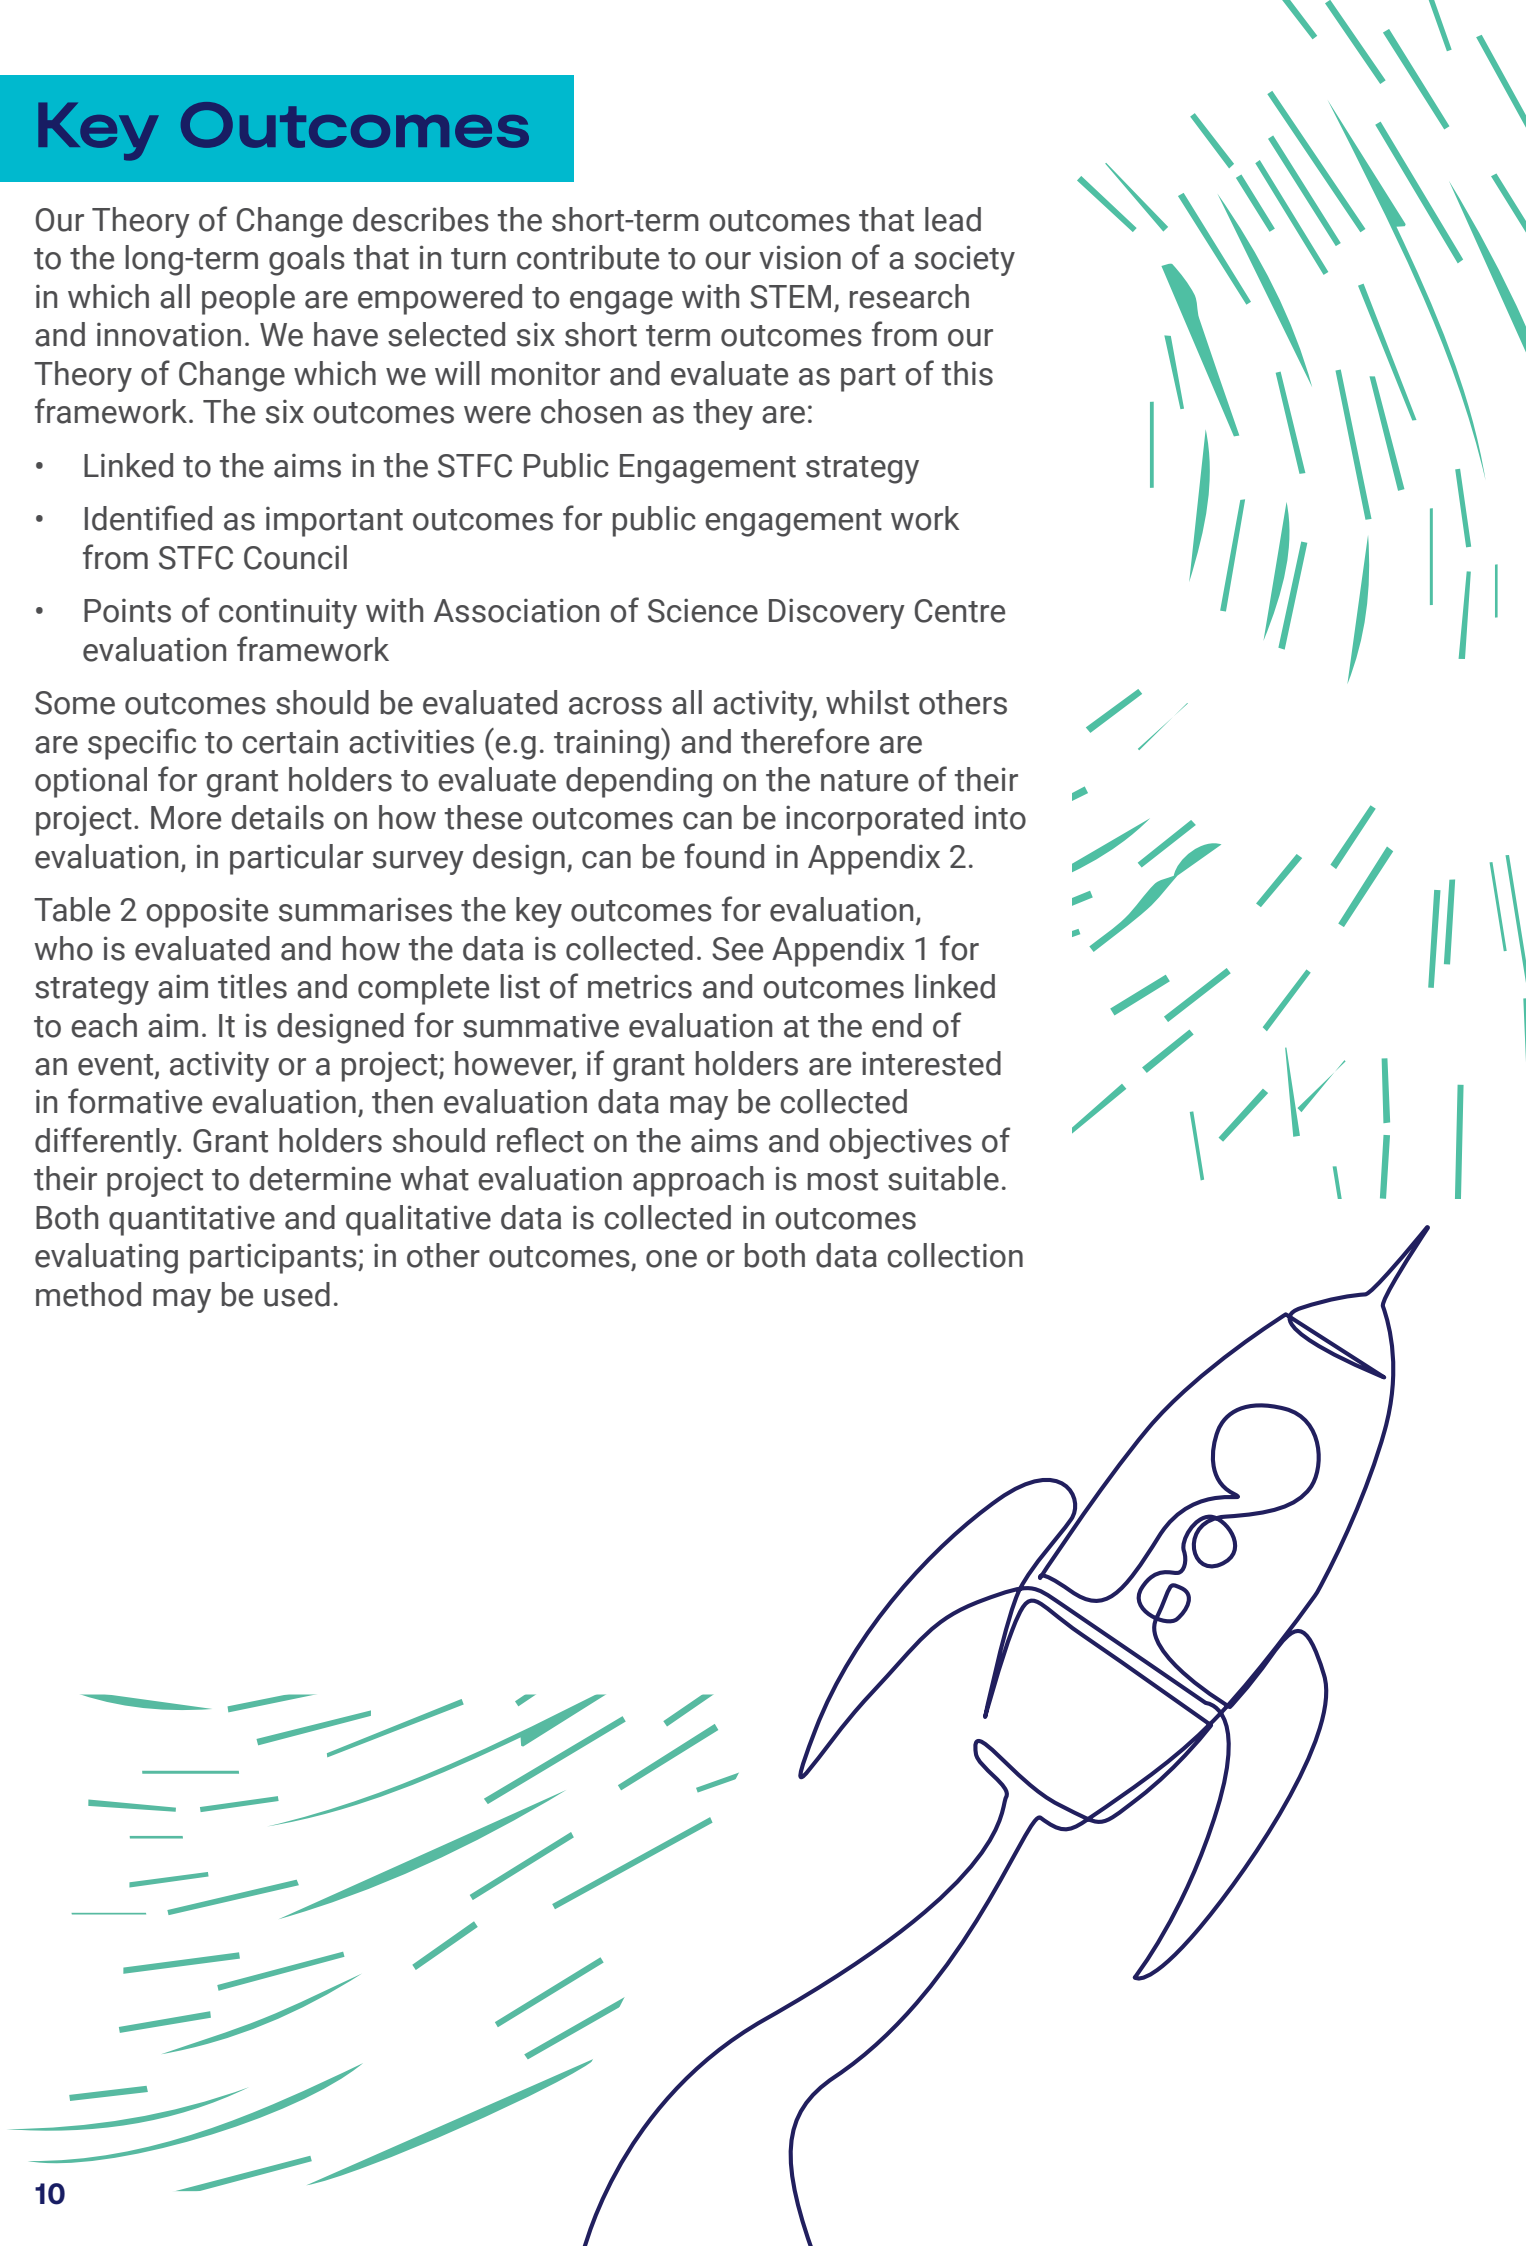 Key Outcomes
Our Theory of Change describes the short-term outcomes that lead
to the long-term goals that in turn contribute to our vision of a society
in which all people are empowered to engage with STEM, research
and innovation. We have selected six short term outcomes from our
Theory of Change which we will monitor and evaluate as part of this
framework. The six outcomes were chosen as they are:
• Linked to the aims in the STFC Public Engagement strategy
• Identified as important outcomes for public engagement work
from STFC Council
• Points of continuity with Association of Science Discovery Centre
evaluation framework
Some outcomes should be evaluated across all activity, whilst others
are specific to certain activities (e.g. training) and therefore are
optional for grant holders to evaluate depending on the nature of their
project. More details on how these outcomes can be incorporated into
evaluation, in particular survey design, can be found in Appendix 2.
Table 2 opposite summarises the key outcomes for evaluation,
who is evaluated and how the data is collected. See Appendix 1 for
strategy aim titles and complete list of metrics and outcomes linked
to each aim. It is designed for summative evaluation at the end of
an event, activity or a project; however, if grant holders are interested
in formative evaluation, then evaluation data may be collected
differently. Grant holders should reflect on the aims and objectives of
their project to determine what evaluation approach is most suitable.
Both quantitative and qualitative data is collected in outcomes
evaluating participants; in other outcomes, one or both data collection
method may be used.
10